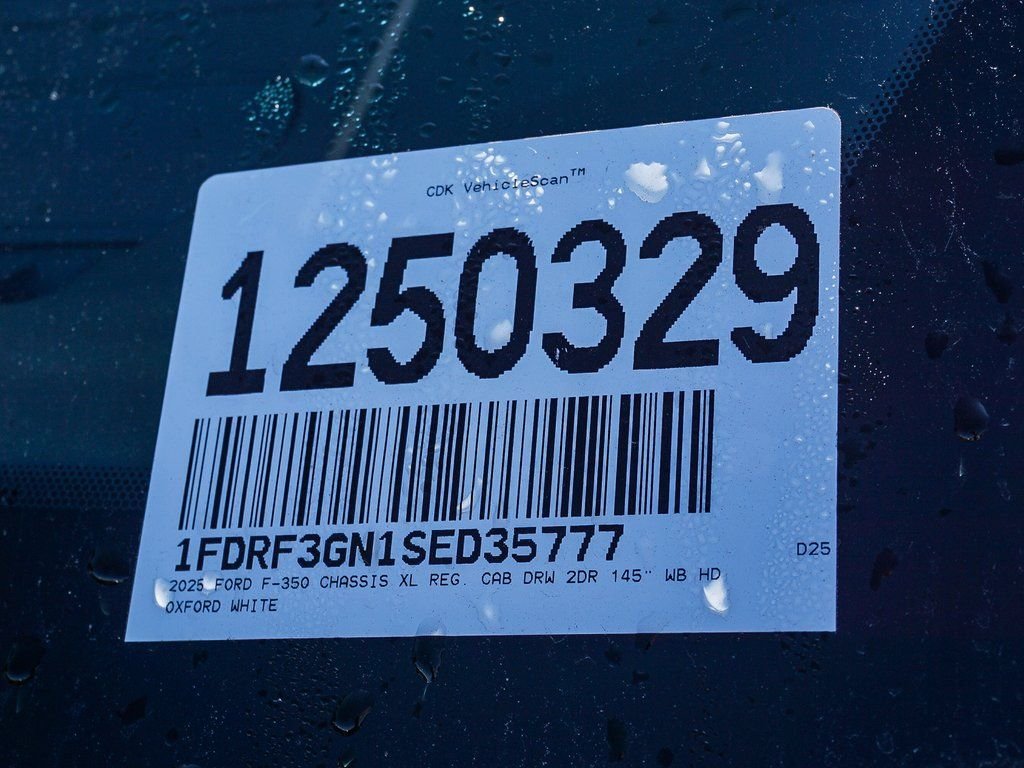 CDK VehicleScan™
1250329
1FDRF3GN1SED35777
D25
2025 FORD F-350 CHASSIS XL REG. CAB DRW 2DR 145" WB HD
OXFORD WHITE